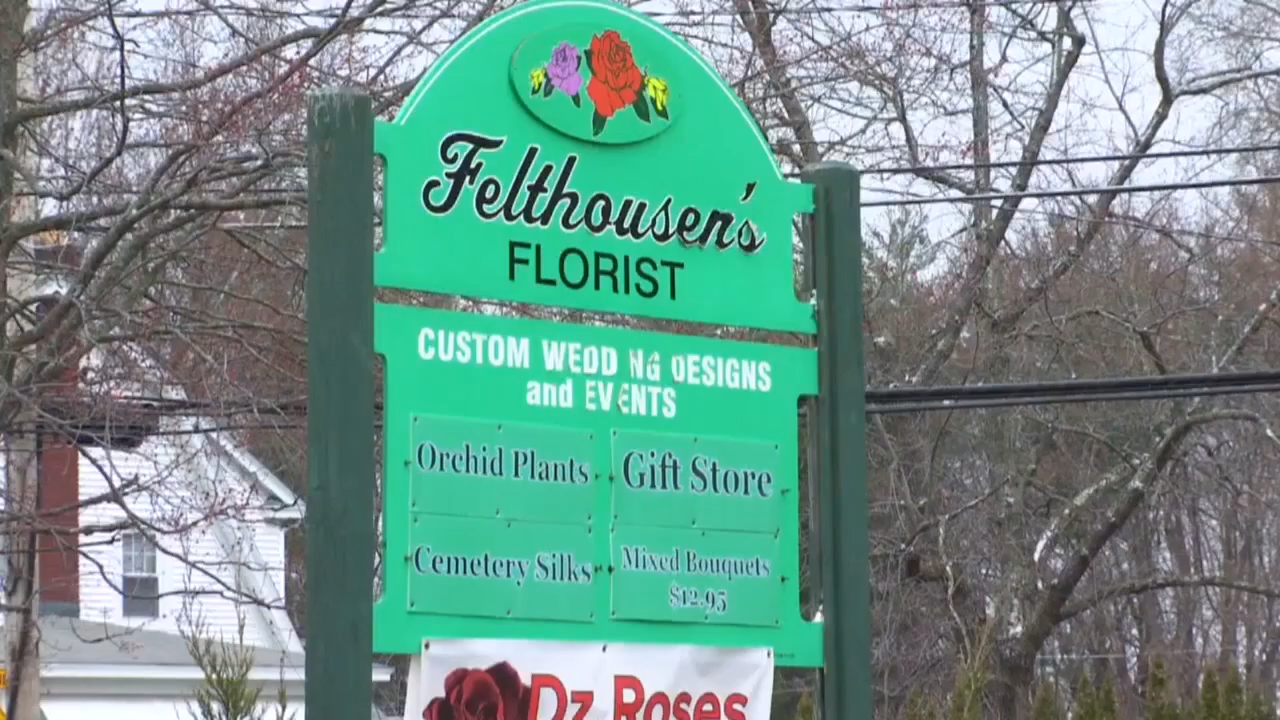 Felthousen's
FLORIST
CUSTOM WEDD NG DESIGNS
and EVENTS
Orchid Plants
Gift Store
Cemetery Silks
Mixed Bouquets
$12.95
Dz Roses